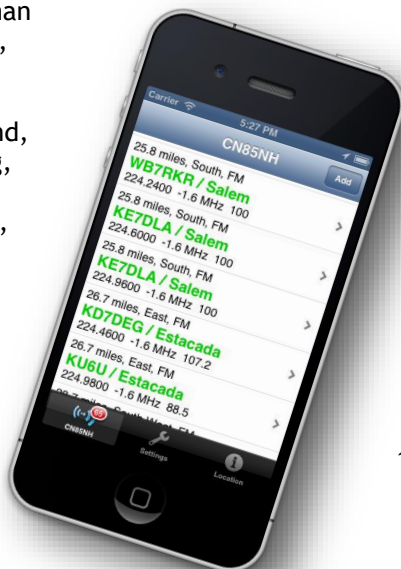 nan
,
nd,
g,
,
Carrier
5:27 PM
CN85NH
Add
25.8 miles, South, FM
WB7RKR / Salem
224.2400 -1.6 MHz 100
25.8 miles, South, FM
KE7DLA / Salem
224.6000 -1.6 MHz 100
25.8 miles, South, FM
KE7DLA / Salem
224.9600 -1.6 MHz 100
26.7 miles, East, FM
KD7DEG / Estacada
224.4600 -1.6 MHz 107.2
26.7 miles, East, FM
KU6U / Estacada
224.9800 -1.6 MHz 88.5
65
CN85NH
Settings
Location